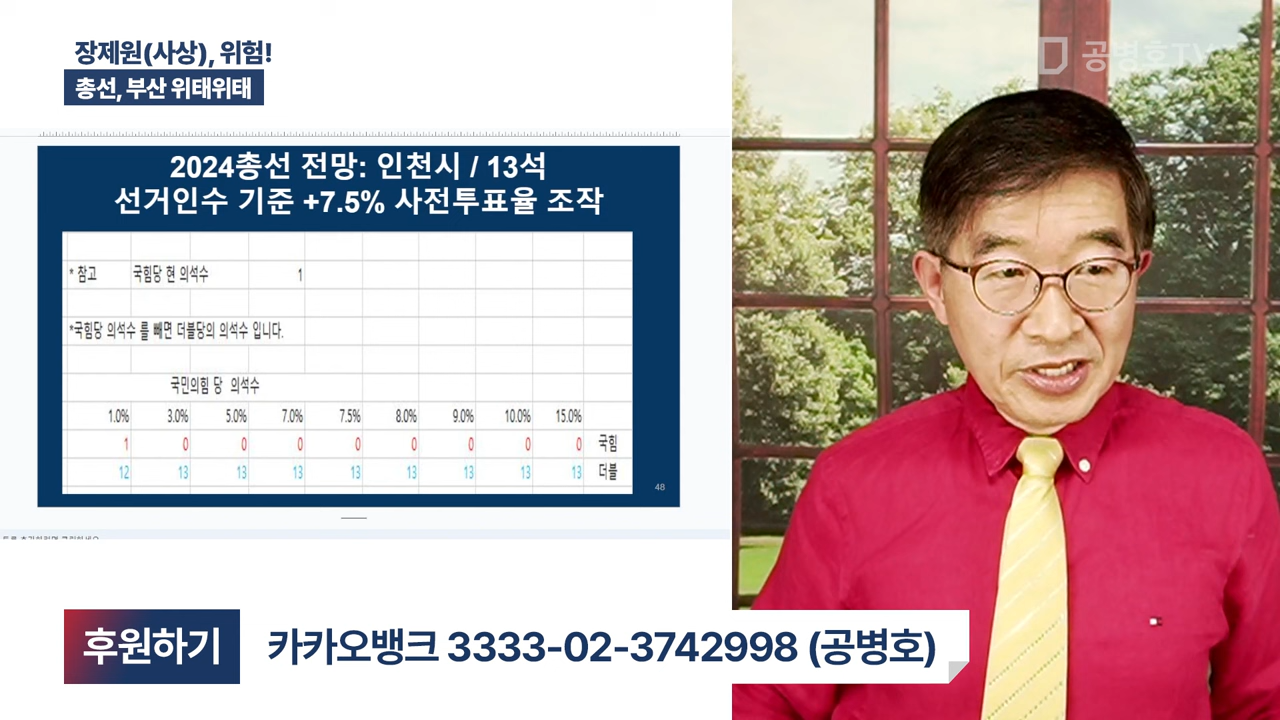 장제원(사상), 위험!
총선, 부산 위태위태
공병호TV
2024총선 전망: 인천시 / 13석
선거인수 기준 +7.5% 사전투표율 조작
* 참고 국힘당 현 의석수 1
*국힘당 의석수 를 빼면 더블당의 의석수 입니다.
국민의힘 당 의석수
1.0% 3.0% 5.0% 7.0% 7.5% 8.0% 9.0% 10.0% 15.0%
1 0 0 0 0 0 0 0 0 국힘
12 13 13 13 13 13 13 13 13 더블
48
후원하기 카카오뱅크 3333-02-3742998 (공병호)